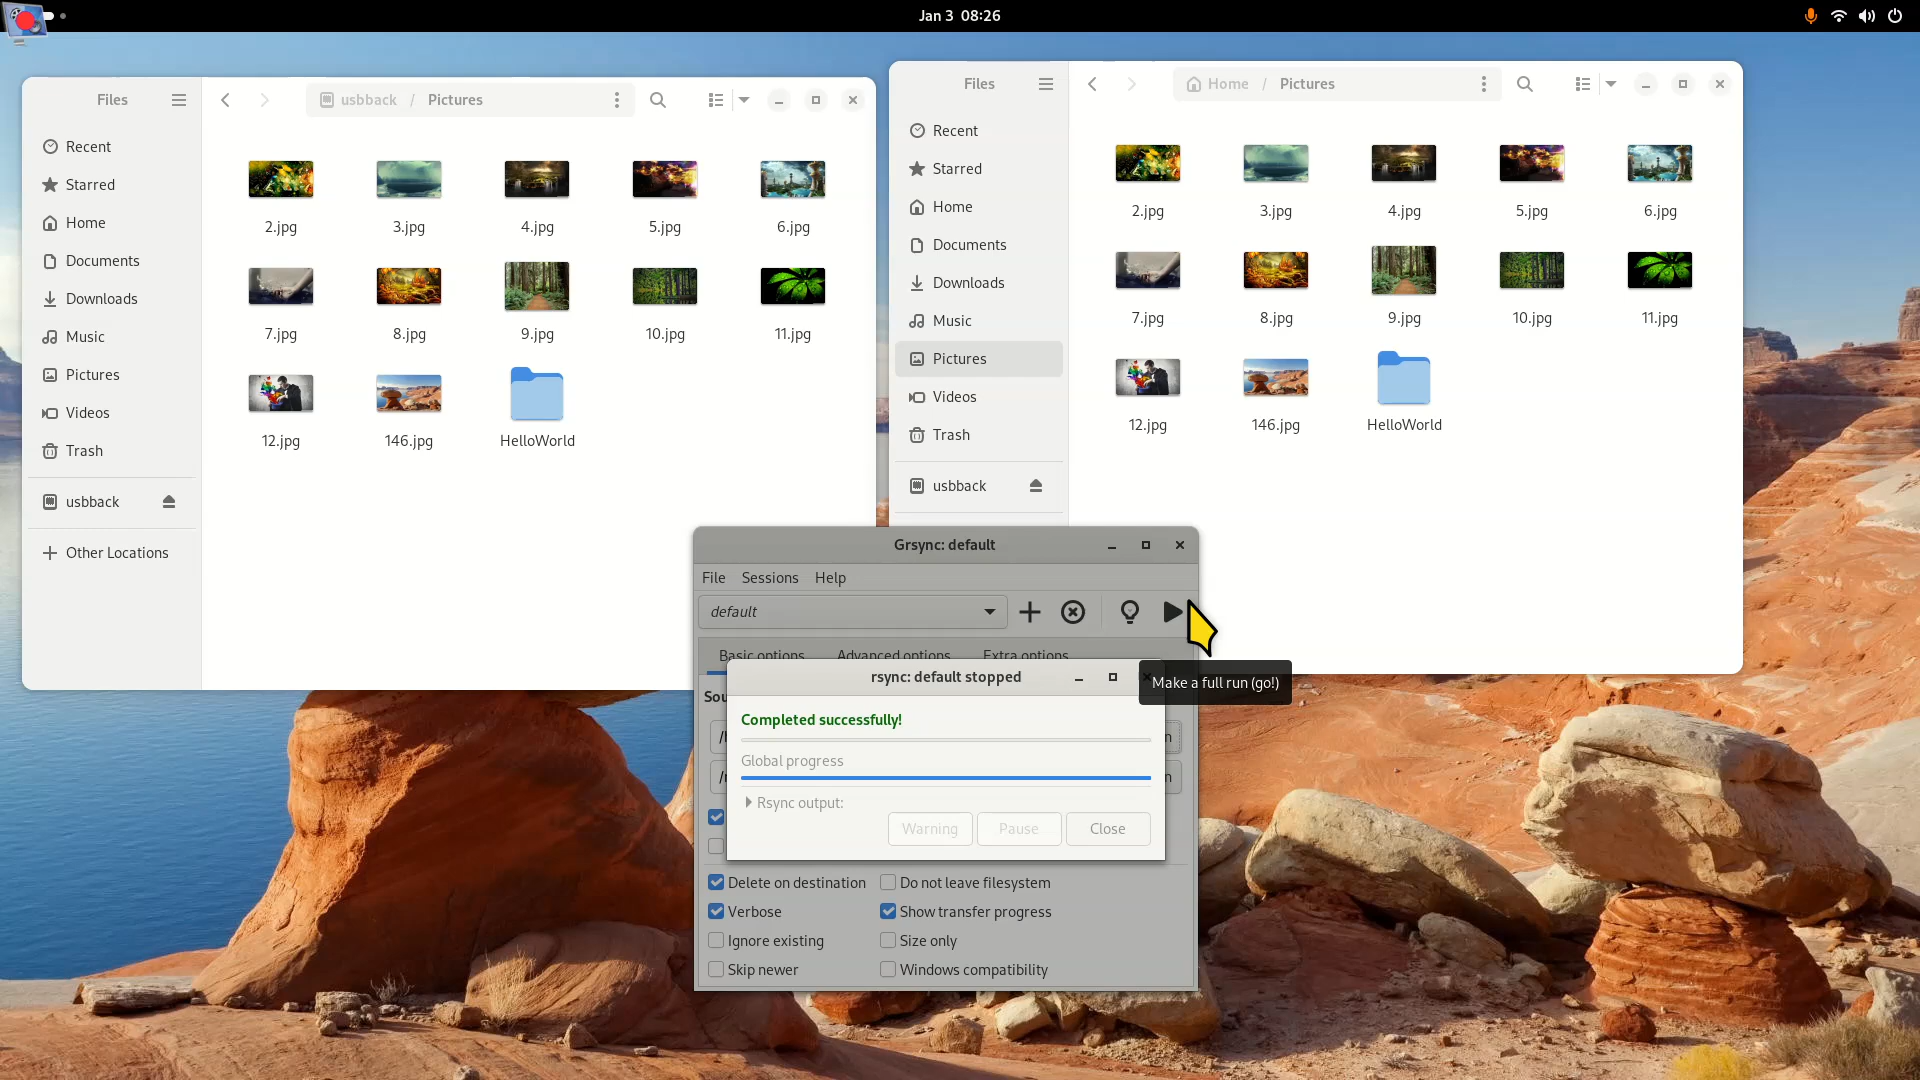 Jan 3 08:26
Files
usbback / Pictures
Recent
Starred
Home
Documents
Downloads
Music
Pictures
Videos
Trash
usbback
Other Locations
2.jpg 3.jpg 4.jpg 5.jpg 6.jpg
7.jpg 8.jpg 9.jpg 10.jpg 11.jpg
12.jpg 146.jpg HelloWorld
Files
Home / Pictures
Recent
Starred
Home
Documents
Downloads
Music
Pictures
Videos
Trash
usbback
2.jpg 3.jpg 4.jpg 5.jpg 6.jpg
7.jpg 8.jpg 9.jpg 10.jpg 11.jpg
12.jpg 146.jpg HelloWorld
Grsync: default
File Sessions Help
default
Basic options Advanced options Extra options
rsync: default stopped
Make a full run (go!)
Completed successfully!
Global progress
Rsync output:
Warning Pause Close
Delete on destination Do not leave filesystem
Verbose Show transfer progress
Ignore existing Size only
Skip newer Windows compatibility